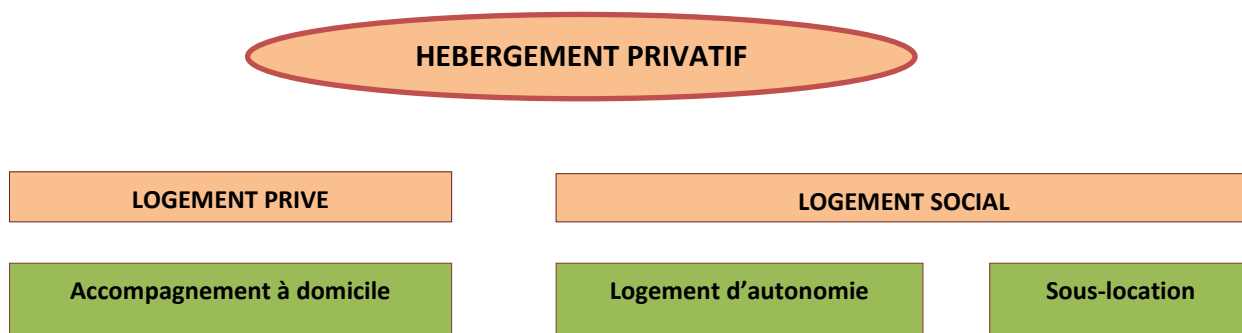 HEBERGEMENT PRIVATIF
LOGEMENT PRIVE
LOGEMENT SOCIAL
Accompagnement à domicile
Logement d’autonomie
Sous-location